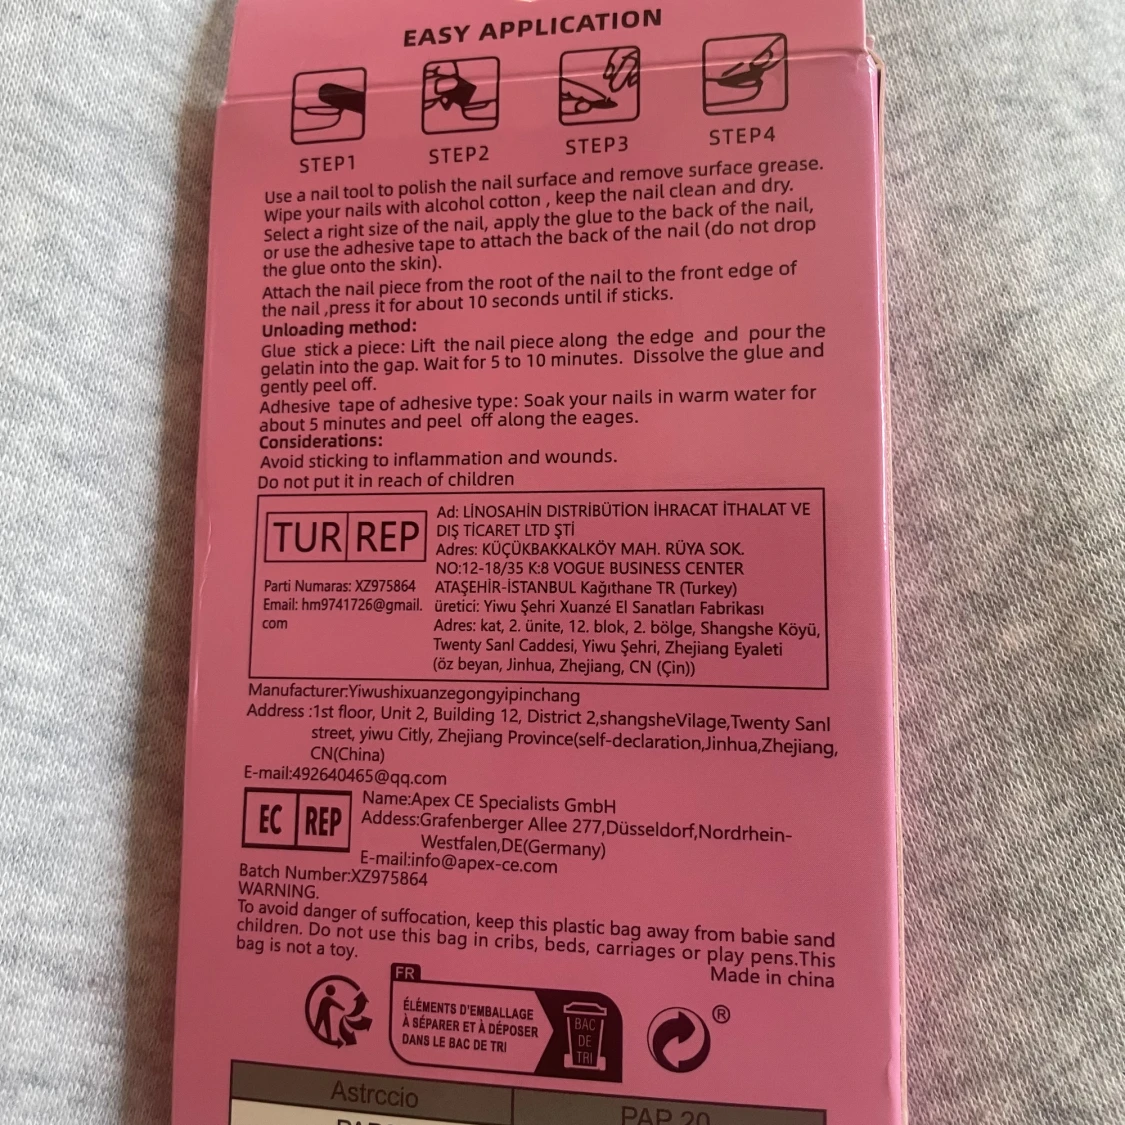 EASY APPLICATION
STEP1
STEP2
STEP3
STEP4
Use a nail tool to polish the nail surface and remove surface grease.
Wipe your nails with alcohol cotton , keep the nail clean and dry.
Select a right size of the nail, apply the glue to the back of the nail,
or use the adhesive tape to attach the back of the nail (do not drop
the glue onto the skin).
Attach the nail piece from the root of the nail to the front edge of
the nail ,press it for about 10 seconds until if sticks.
Unloading method:
Glue stick a piece: Lift the nail piece along the edge and pour the
gelatin into the gap. Wait for 5 to 10 minutes. Dissolve the glue and
gently peel off.
Adhesive tape of adhesive type: Soak your nails in warm water for
about 5 minutes and peel off along the eages.
Considerations:
Avoid sticking to inflammation and wounds.
Do not put it in reach of children
TUR REP
Parti Numaras: XZ975864
Email: hm9741726@gmail.
com
Ad: LİNOSAHİN DISTRİBÜTİON İHRACAT İTHALAT VE
DIŞ TİCARET LTD ŞTİ
Adres: KÜÇÜKBAKKALKÖY MAH. RÜYA SOK.
NO:12-18/35 K:8 VOGUE BUSINESS CENTER
ATAŞEHİR-İSTANBUL Kağıthane TR (Turkey)
üretici: Yiwu Şehri Xuanzé El Sanatları Fabrikası
Adres: kat, 2. ünite, 12. blok, 2. bölge, Shangshe Köyü,
Twenty Sanl Caddesi, Yiwu Şehri, Zhejiang Eyaleti
(öz beyan, Jinhua, Zhejiang, CN (Çin))
Manufacturer:Yiwushixuanzegongyipinchang
Address :1st floor, Unit 2, Building 12, District 2,shangsheVilage,Twenty Sanl
street, yiwu Citly, Zhejiang Province(self-declaration,Jinhua,Zhejiang,
CN(China)
E-mail:492640465@qq.com
EC REP
Name:Apex CE Specialists GmbH
Addess:Grafenberger Allee 277,Düsseldorf,Nordrhein-
Westfalen,DE(Germany)
E-mail:info@apex-ce.com
Batch Number:XZ975864
WARNING.
To avoid danger of suffocation, keep this plastic bag away from babie sand
children. Do not use this bag in cribs, beds, carriages or play pens.This
bag is not a toy.
Made in china
FR
ÉLÉMENTS D'EMBALLAGE
À SÉPARER ET À DÉPOSER
DANS LE BAC DE TRI
BAC
DE
TRI
®
Astrccio
PAP 20